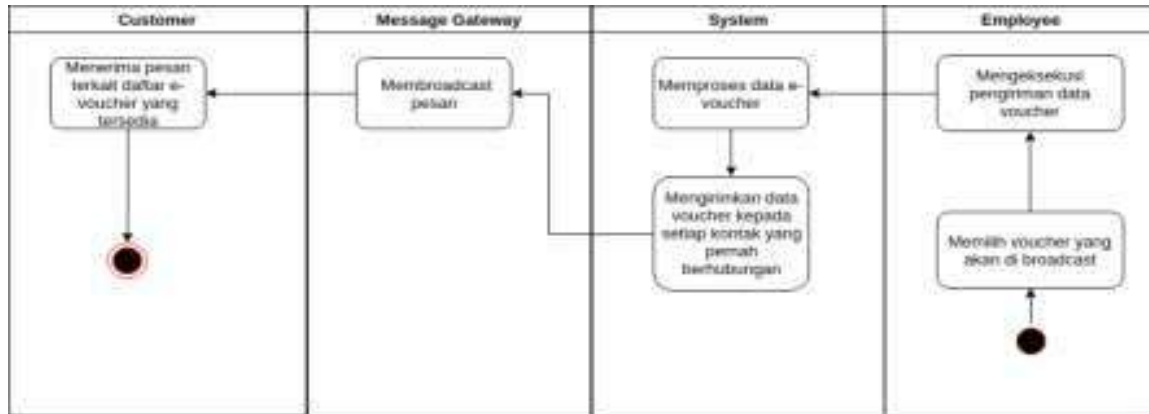 Customer
Message Gateway
System
Employee
Menerima pesan
terkait daftar e-
voucher yang
tersedia
Membroadcast
pesan
Memproses data e-
voucher
Mengeksekusi
pengiriman data
voucher
Mengirimkan data
voucher kepada
setiap kontak yang
pernah
berhubungan
Memilih voucher yang
akan di broadcast